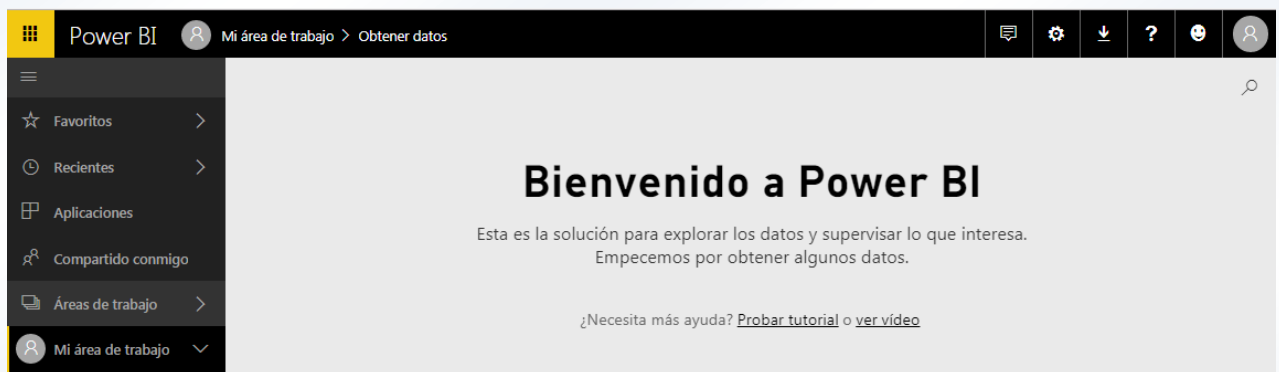 Power BI Mi área de trabajo > Obtener datos ?
Favoritos
Recientes
Aplicaciones
Compartido conmigo
Áreas de trabajo
Mi área de trabajo
Bienvenido a Power BI
Esta es la solución para explorar los datos y supervisar lo que interesa.
Empecemos por obtener algunos datos.
¿Necesita más ayuda? Probar tutorial o ver vídeo